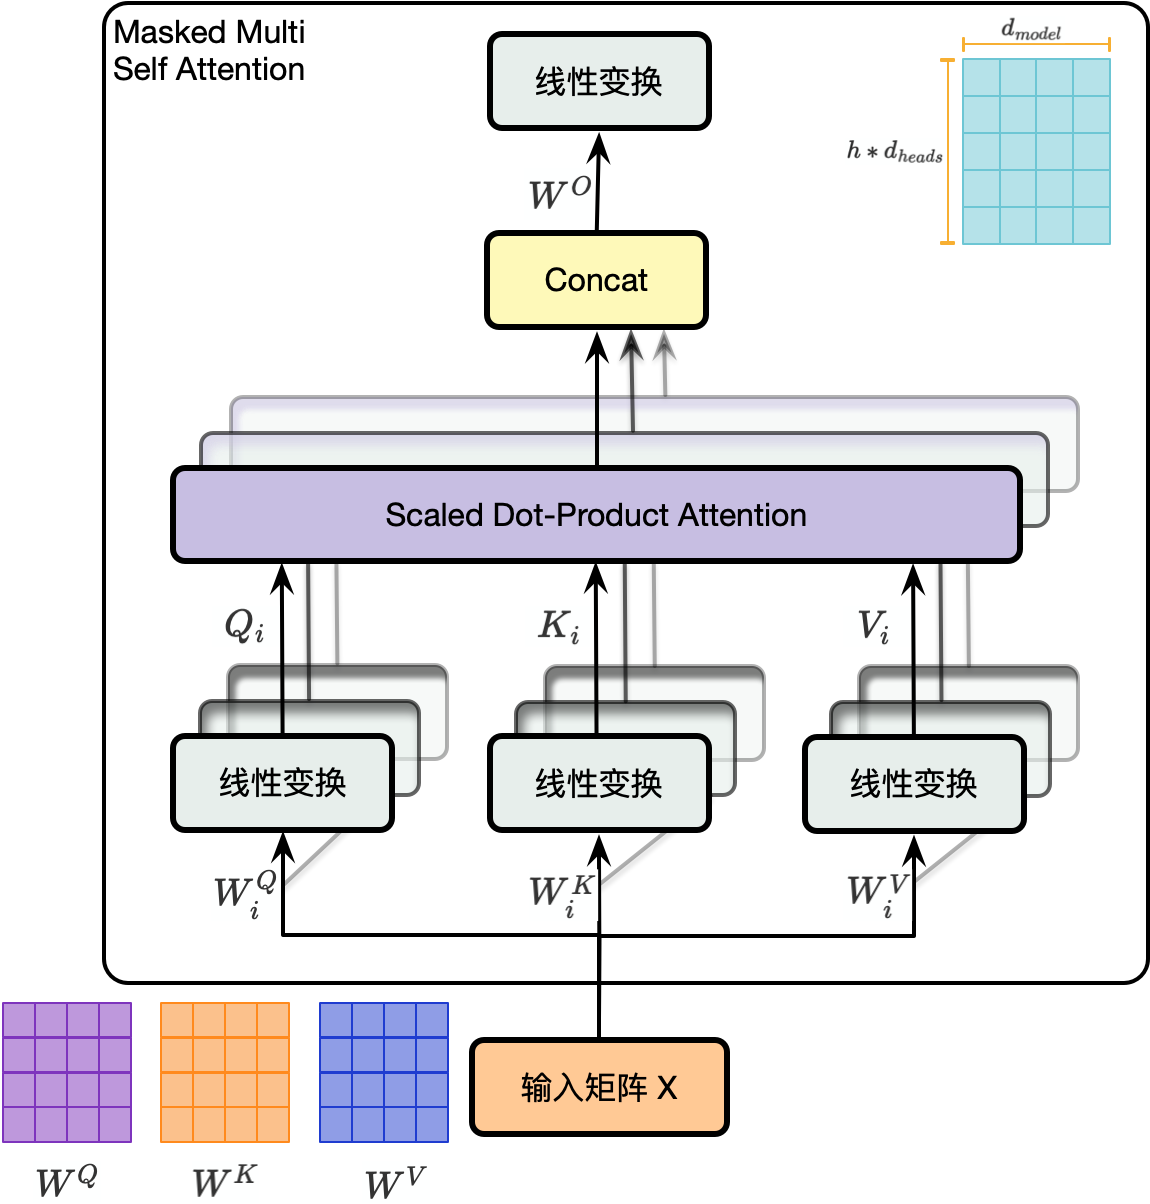 Masked Multi
Self Attention
线性变换
d_{model}
h * d_{heads}
W^O
Concat
Scaled Dot-Product Attention
Q_i
K_i
V_i
线性变换
线性变换
线性变换
W_i^Q
W_i^K
W_i^V
输入矩阵 X
W^Q
W^K
W^V